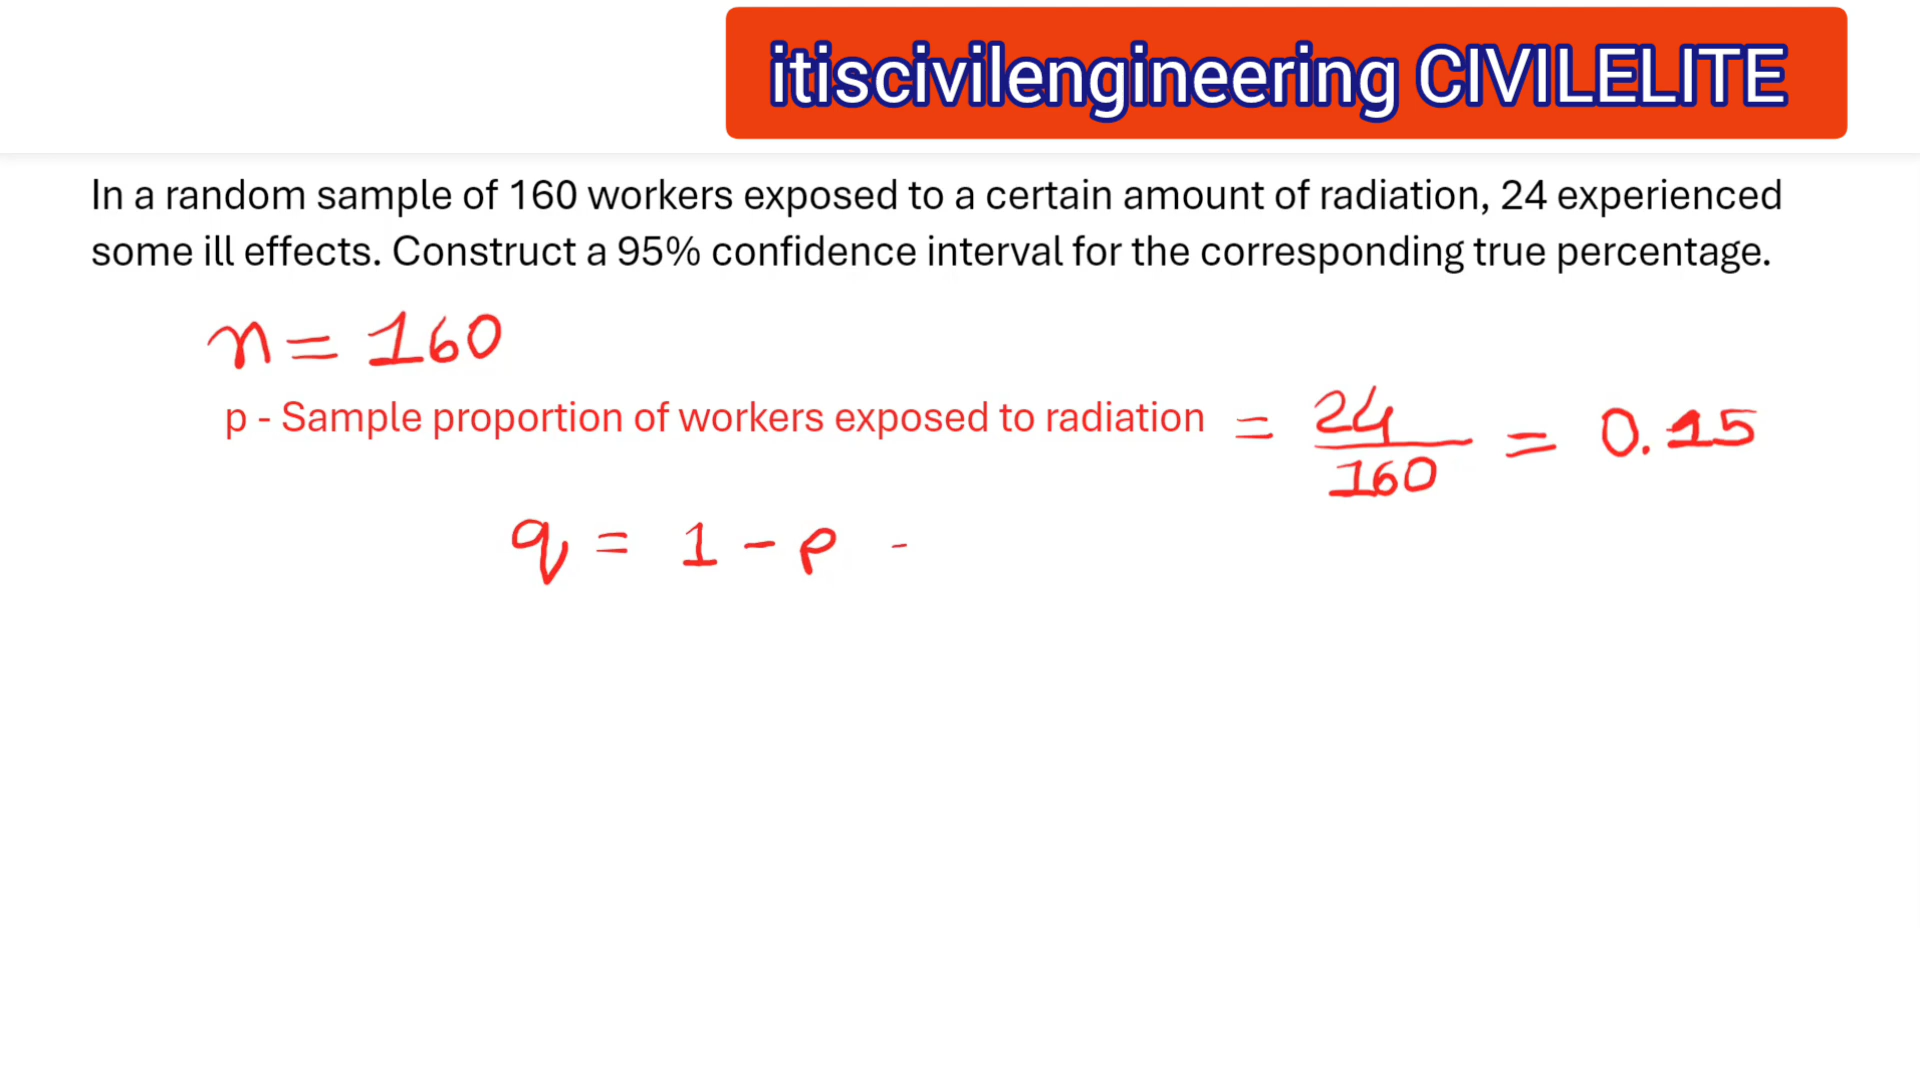 itiscivilengineering CIVILELITE
In a random sample of 160 workers exposed to a certain amount of radiation, 24 experienced
some ill effects. Construct a 95% confidence interval for the corresponding true percentage.
n = 160
p - Sample proportion of workers exposed to radiation = 24/160 = 0.15
q = 1 - p -